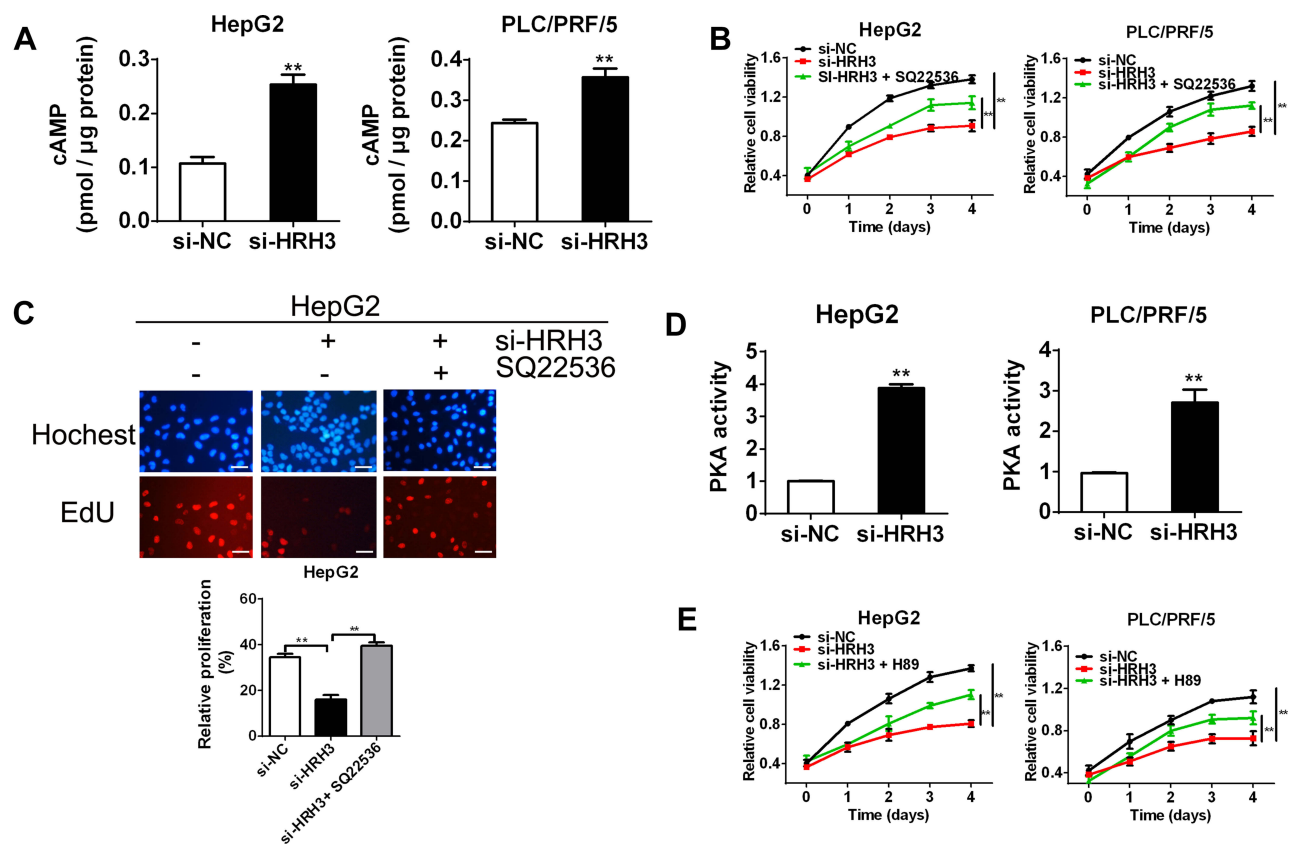 A
HepG2
cAMP
(pmol / µg protein)
0.3
0.2
0.1
0.0
**
si-NC
si-HRH3
PLC/PRF/5
cAMP
(pmol / µg protein)
0.4
0.3
0.2
0.1
0.0
**
si-NC
si-HRH3
B
HepG2
si-NC
si-HRH3
SI-HRH3 + SQ22536
Relative cell viability
1.6
1.2
0.8
0.4
**
**
0 1 2 3 4
Time (days)
PLC/PRF/5
si-NC
si-HRH3
si-HRH3 + SQ22536
Relative cell viability
1.6
1.2
0.8
0.4
**
**
0 1 2 3 4
Time (days)
C
HepG2
- + + si-HRH3
- - + SQ22536
Hochest
EdU
HepG2
Relative proliferation
(%)
60
40
20
0
** **
si-NC
si-HRH3
si-HRH3+ SQ22536
D
HepG2
PKA activity
5
4
3
2
1
0
**
si-NC
si-HRH3
PLC/PRF/5
PKA activity
4
3
2
1
0
**
si-NC
si-HRH3
E
HepG2
si-NC
si-HRH3
si-HRH3 + H89
Relative cell viability
1.6
1.2
0.8
0.4
**
**
0 1 2 3 4
Time (days)
PLC/PRF/5
si-NC
si-HRH3
si-HRH3 + H89
Relative cell viability
1.6
1.2
0.8
0.4
**
**
0 1 2 3 4
Time (days)